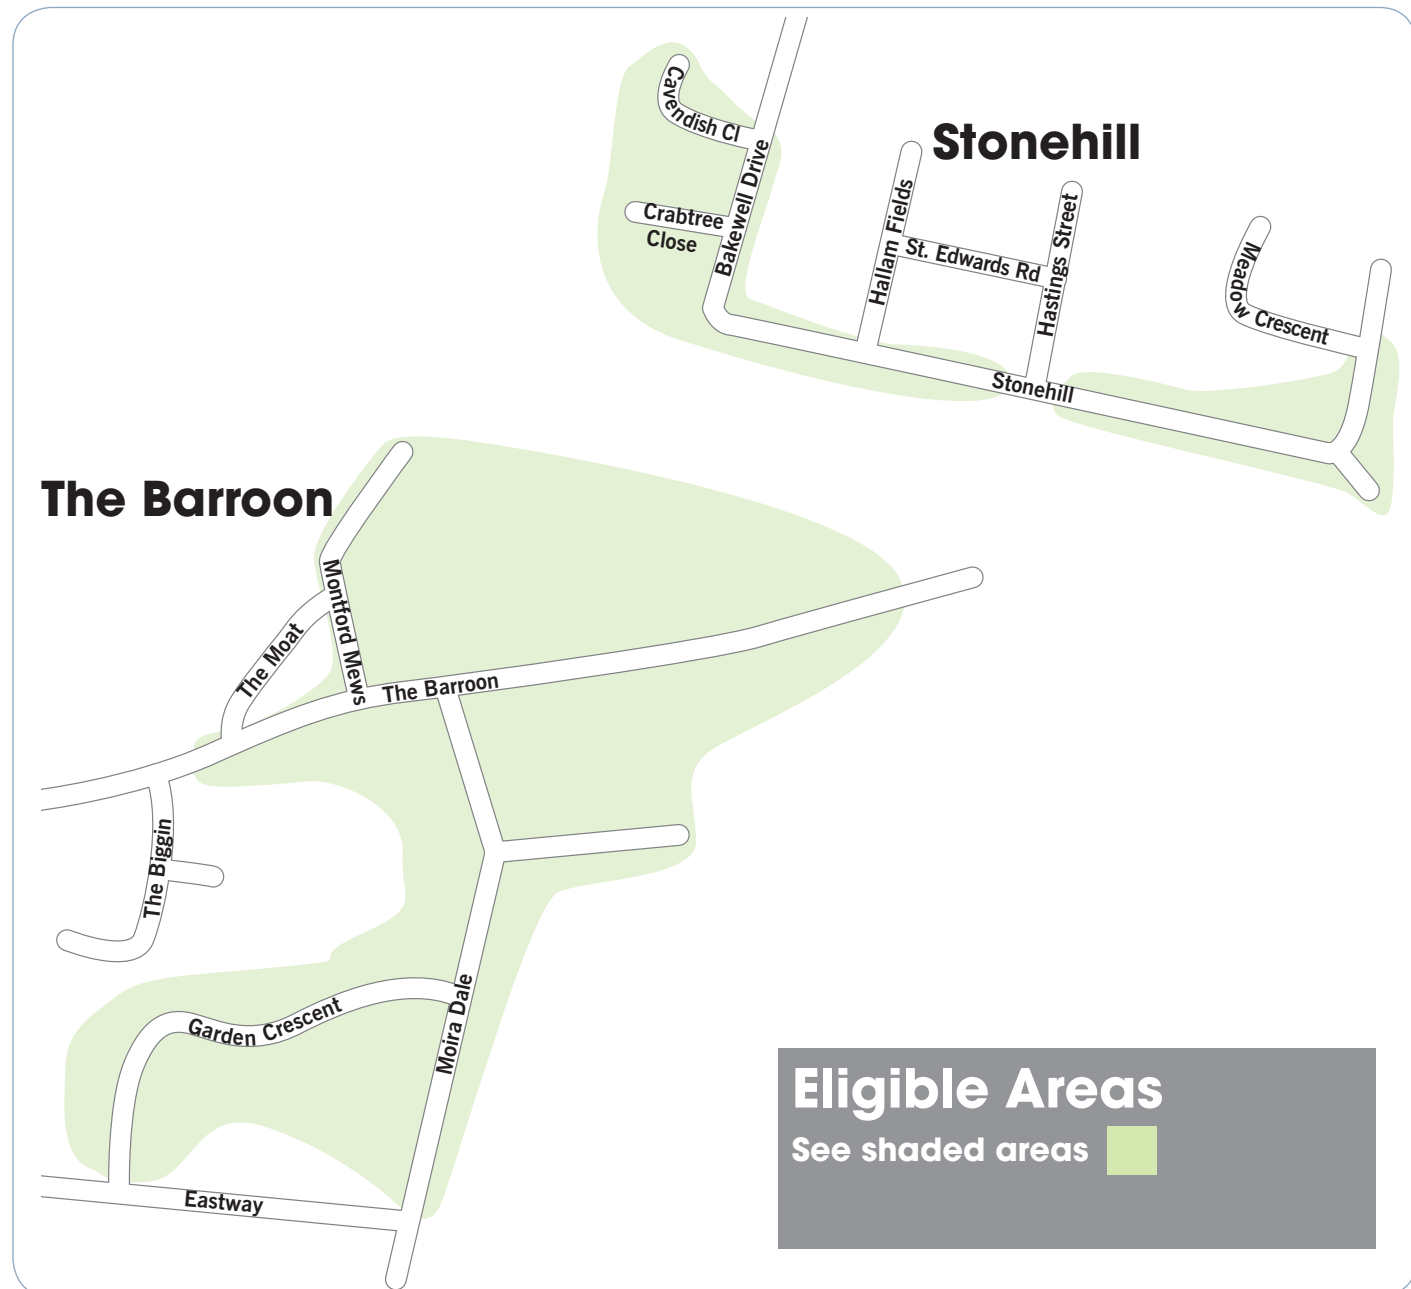 Cavendish Cl
Stonehill
Bakewell Drive
Crabtree
Close
Hallam Fields
St. Edwards Rd
Hastings Street
Meadow Crescent
Stonehill
The Barroon
Montford Mews
The Moat
The Barroon
The Biggin
Garden Crescent
Moira Dale
Eastway
Eligible Areas
See shaded areas